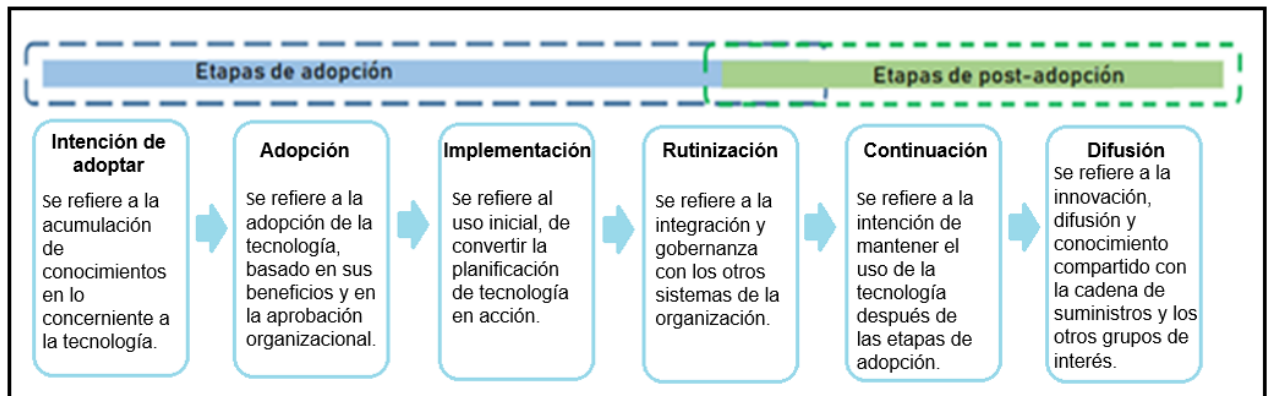 Etapas de adopción
Etapas de post-adopción
Intención de
adoptar
Se refiere a la
acumulación
de
conocimientos
en lo
concerniente a
la tecnología.
Adopción
Se refiere a la
adopción de la
tecnología,
basado en sus
beneficios y en
la aprobación
organizacional.
Implementación
Se refiere al
uso inicial, de
convertir la
planificación
de tecnología
en acción.
Rutinización
Se refiere a la
integración y
gobernanza
con los otros
sistemas de la
organización.
Continuación
Se refiere a la
intención de
mantener el
uso de la
tecnología
después de
las etapas de
adopción.
Difusión
Se refiere a la
innovación,
difusión y
conocimiento
compartido con
la cadena de
suministros y los
otros grupos de
interés.